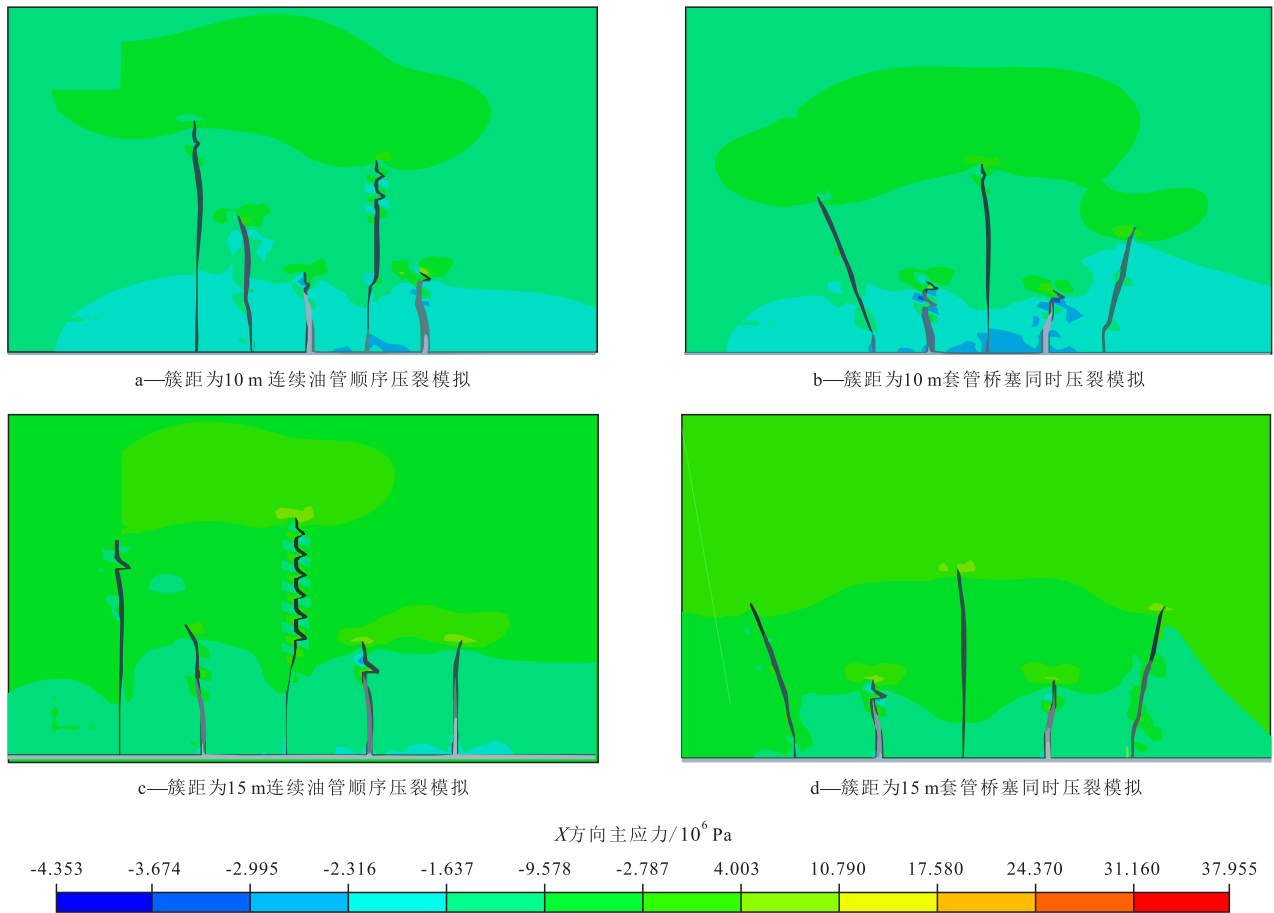 a—簇距为10 m 连续油管顺序压裂模拟
b—簇距为10 m套管桥塞同时压裂模拟
c—簇距为15 m连续油管顺序压裂模拟
d—簇距为15 m套管桥塞同时压裂模拟
X方向主应力/10⁶ Pa
-4.353 -3.674 -2.995 -2.316 -1.637 -9.578 -2.787 4.003 10.790 17.580 24.370 31.160 37.955